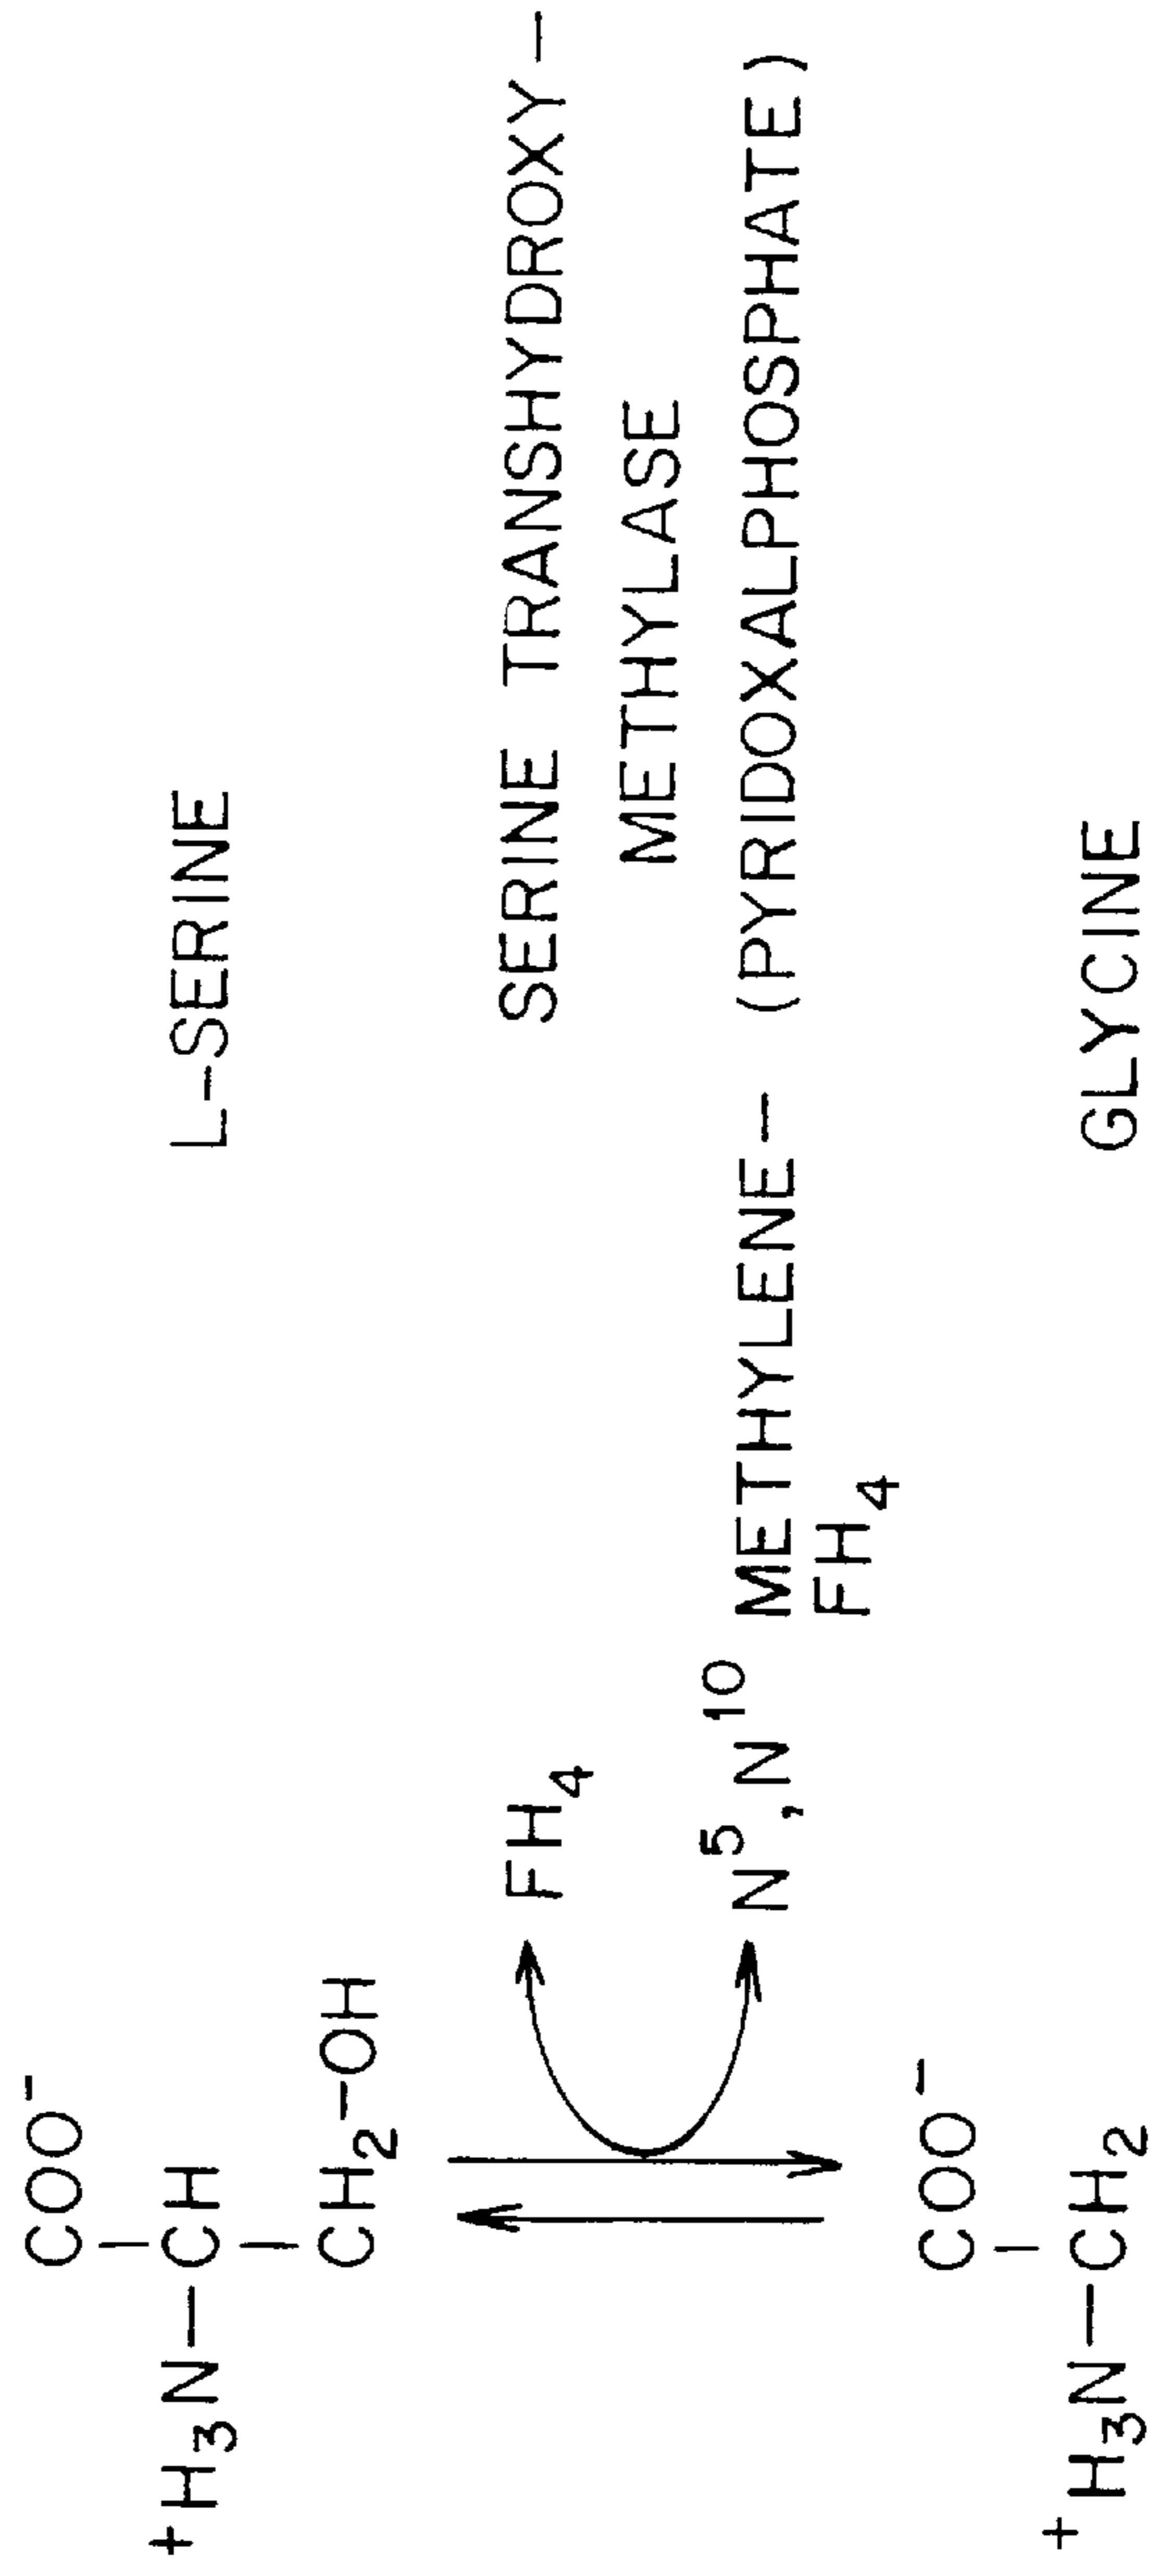 COO⁻
⁺H₃N—CH L-SERINE
CH₂—OH
FH₄ SERINE TRANSHYDROXY—
METHYLASE
N⁵,N¹⁰ METHYLENE— (PYRIDOXALPHOSPHATE)
FH₄
COO⁻
⁺H₃N—CH₂ GLYCINE